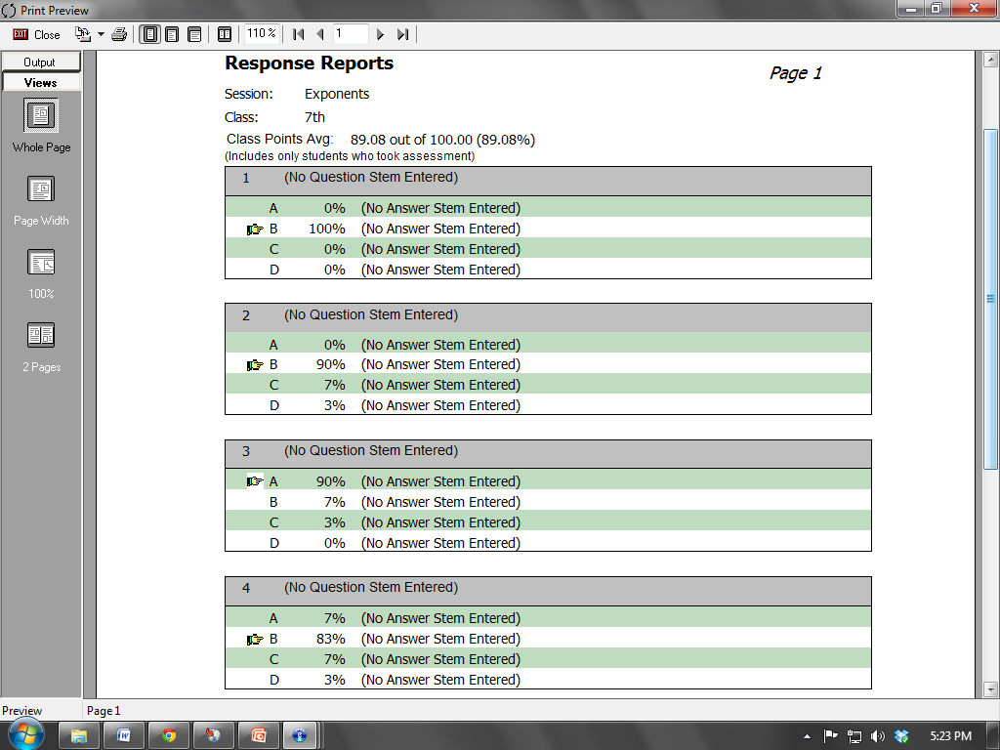 Print Preview
EXIT Close 110 % 1
Output
Views
Whole Page
Page Width
100%
2 Pages
Response Reports
Page 1
Session: Exponents
Class: 7th
Class Points Avg: 89.08 out of 100.00 (89.08%)
(Includes only students who took assessment)
1 (No Question Stem Entered)
A 0% (No Answer Stem Entered)
B 100% (No Answer Stem Entered)
C 0% (No Answer Stem Entered)
D 0% (No Answer Stem Entered)
2 (No Question Stem Entered)
A 0% (No Answer Stem Entered)
B 90% (No Answer Stem Entered)
C 7% (No Answer Stem Entered)
D 3% (No Answer Stem Entered)
3 (No Question Stem Entered)
A 90% (No Answer Stem Entered)
B 7% (No Answer Stem Entered)
C 3% (No Answer Stem Entered)
D 0% (No Answer Stem Entered)
4 (No Question Stem Entered)
A 7% (No Answer Stem Entered)
B 83% (No Answer Stem Entered)
C 7% (No Answer Stem Entered)
D 3% (No Answer Stem Entered)
Preview Page 1
5:23 PM